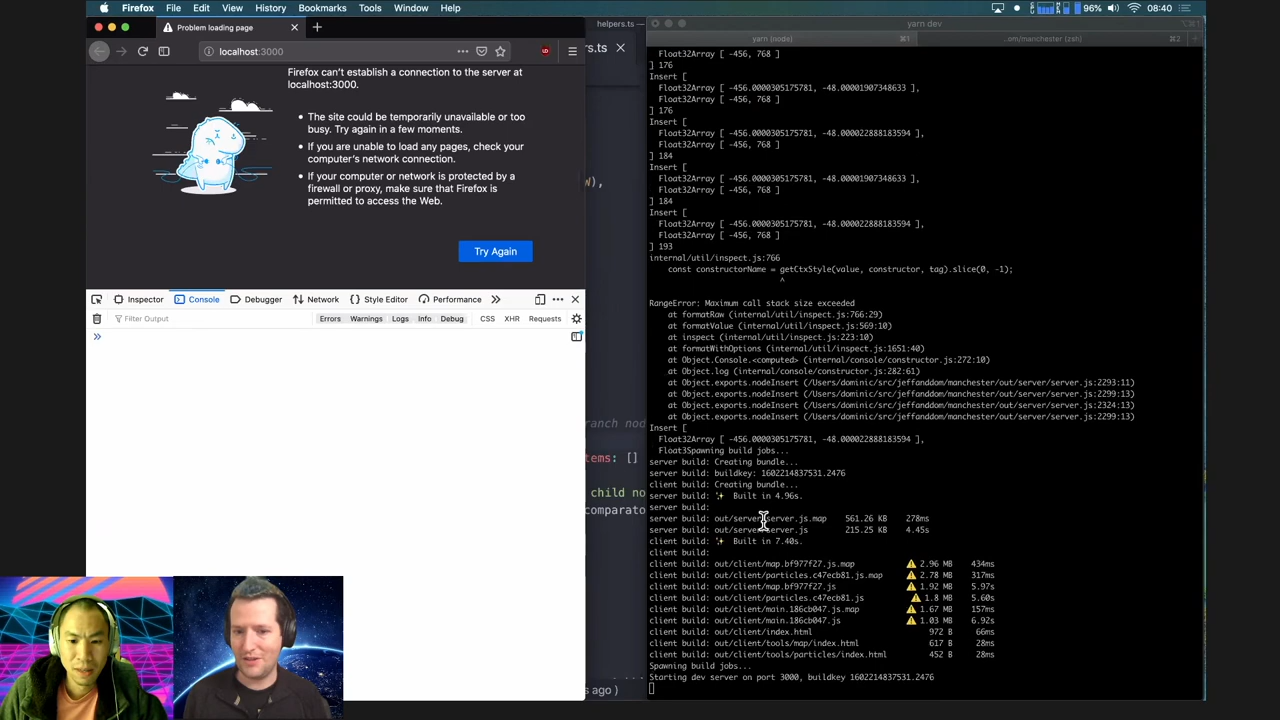 Firefox File Edit View History Bookmarks Tools Window Help
96% 08:40
Problem loading page
localhost:3000
Firefox can't establish a connection to the server at
localhost:3000.
The site could be temporarily unavailable or too
busy. Try again in a few moments.
If you are unable to load any pages, check your
computer's network connection.
If your computer or network is protected by a
firewall or proxy, make sure that Firefox is
permitted to access the Web.
Try Again
Inspector Console Debugger Network Style Editor Performance
Filter Output Errors Warnings Logs Info Debug CSS XHR Requests
helpers.ts
ers.ts
W),
ranch nod
tems: []
child no
comparato
s ago )
yarn dev
yarn (node) ⌘1 ..om/manchester (zsh) ⌘2
Float32Array [ -456, 768 ]
] 176
Insert [
Float32Array [ -456.0000305175781, -48.00001907348633 ],
Float32Array [ -456, 768 ]
] 176
Insert [
Float32Array [ -456.0000305175781, -48.000022888183594 ],
Float32Array [ -456, 768 ]
] 184
Insert [
Float32Array [ -456.0000305175781, -48.00001907348633 ],
Float32Array [ -456, 768 ]
] 184
Insert [
Float32Array [ -456.0000305175781, -48.000022888183594 ],
Float32Array [ -456, 768 ]
] 193
internal/util/inspect.js:766
const constructorName = getCtxStyle(value, constructor, tag).slice(0, -1);
^
RangeError: Maximum call stack size exceeded
at formatRaw (internal/util/inspect.js:766:29)
at formatValue (internal/util/inspect.js:569:10)
at inspect (internal/util/inspect.js:223:10)
at formatWithOptions (internal/util/inspect.js:1651:40)
at Object.Console.<computed> (internal/console/constructor.js:272:10)
at Object.log (internal/console/constructor.js:282:61)
at Object.exports.nodeInsert (/Users/dominic/src/jeffanddom/manchester/out/server/server.js:2293:11)
at Object.exports.nodeInsert (/Users/dominic/src/jeffanddom/manchester/out/server/server.js:2299:13)
at Object.exports.nodeInsert (/Users/dominic/src/jeffanddom/manchester/out/server/server.js:2324:13)
at Object.exports.nodeInsert (/Users/dominic/src/jeffanddom/manchester/out/server/server.js:2299:13)
Insert [
Float32Array [ -456.0000305175781, -48.000022888183594 ],
Float3Spawning build jobs...
server build: Creating bundle...
server build: buildkey: 1602214837531.2476
client build: Creating bundle...
server build: ✨ Built in 4.96s.
server build:
server build: out/server/server.js.map 561.26 KB 278ms
server build: out/server/server.js 215.25 KB 4.45s
client build: ✨ Built in 7.40s.
client build:
client build: out/client/map.bf977f27.js.map ⚠️ 2.96 MB 434ms
client build: out/client/particles.c47ecb81.js.map ⚠️ 2.78 MB 317ms
client build: out/client/map.bf977f27.js ⚠️ 1.92 MB 5.97s
client build: out/client/particles.c47ecb81.js ⚠️ 1.8 MB 5.60s
client build: out/client/main.186cb047.js.map ⚠️ 1.67 MB 157ms
client build: out/client/main.186cb047.js ⚠️ 1.03 MB 6.92s
client build: out/client/index.html 972 B 66ms
client build: out/client/tools/map/index.html 617 B 28ms
client build: out/client/tools/particles/index.html 452 B 28ms
Spawning build jobs...
Starting dev server on port 3000, buildkey 1602214837531.2476